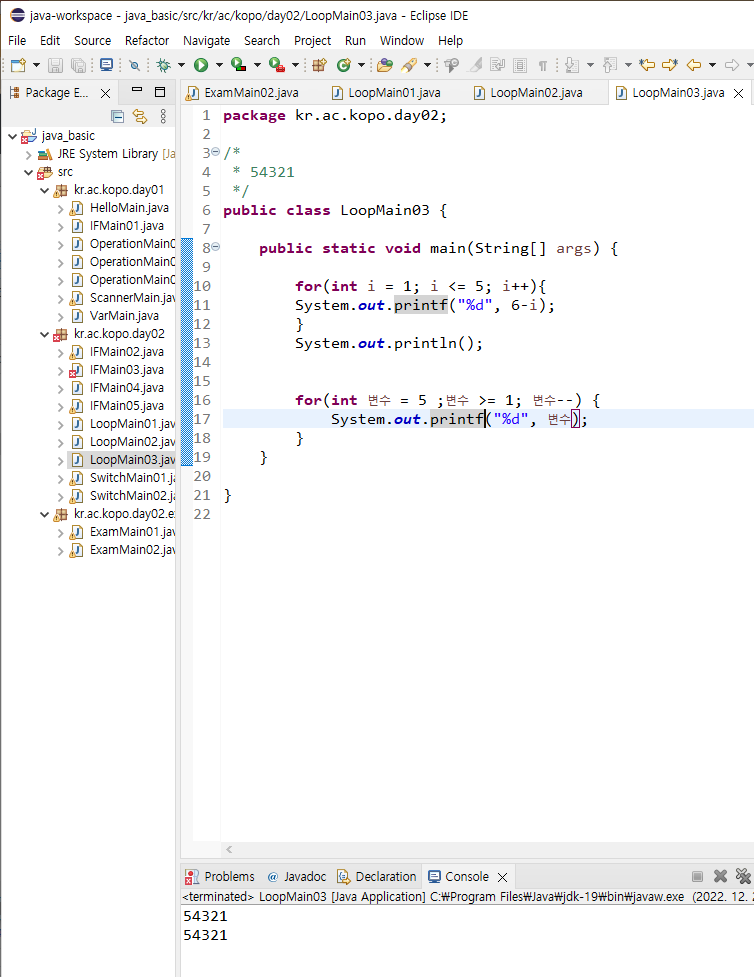 java-workspace - java_basic/src/kr/ac/kopo/day02/LoopMain03.java - Eclipse IDE
File Edit Source Refactor Navigate Search Project Run Window Help
Package E...
ExamMain02.java LoopMain01.java LoopMain02.java LoopMain03.java
java_basic
JRE System Library [Ja
src
kr.ac.kopo.day01
HelloMain.java
IFMain01.java
OperationMain0
OperationMain0
OperationMain0
ScannerMain.jav
VarMain.java
kr.ac.kopo.day02
IFMain02.java
IFMain03.java
IFMain04.java
IFMain05.java
LoopMain01.jav
LoopMain02.jav
LoopMain03.jav
SwitchMain01.ja
SwitchMain02.ja
kr.ac.kopo.day02.e
ExamMain01.jav
ExamMain02.jav
1 package kr.ac.kopo.day02;
2
3 /*
4 * 54321
5 */
6 public class LoopMain03 {
7
8 public static void main(String[] args) {
9
10 for(int i = 1; i <= 5; i++){
11 System.out.printf("%d", 6-i);
12 }
13 System.out.println();
14
15
16 for(int 변수 = 5 ;변수 >= 1; 변수--) {
17 System.out.printf("%d", 변수);
18 }
19 }
20
21 }
22
Problems Javadoc Declaration Console
<terminated> LoopMain03 [Java Application] C:₩Program Files₩Java₩jdk-19₩bin₩javaw.exe (2022. 12. 2
54321
54321